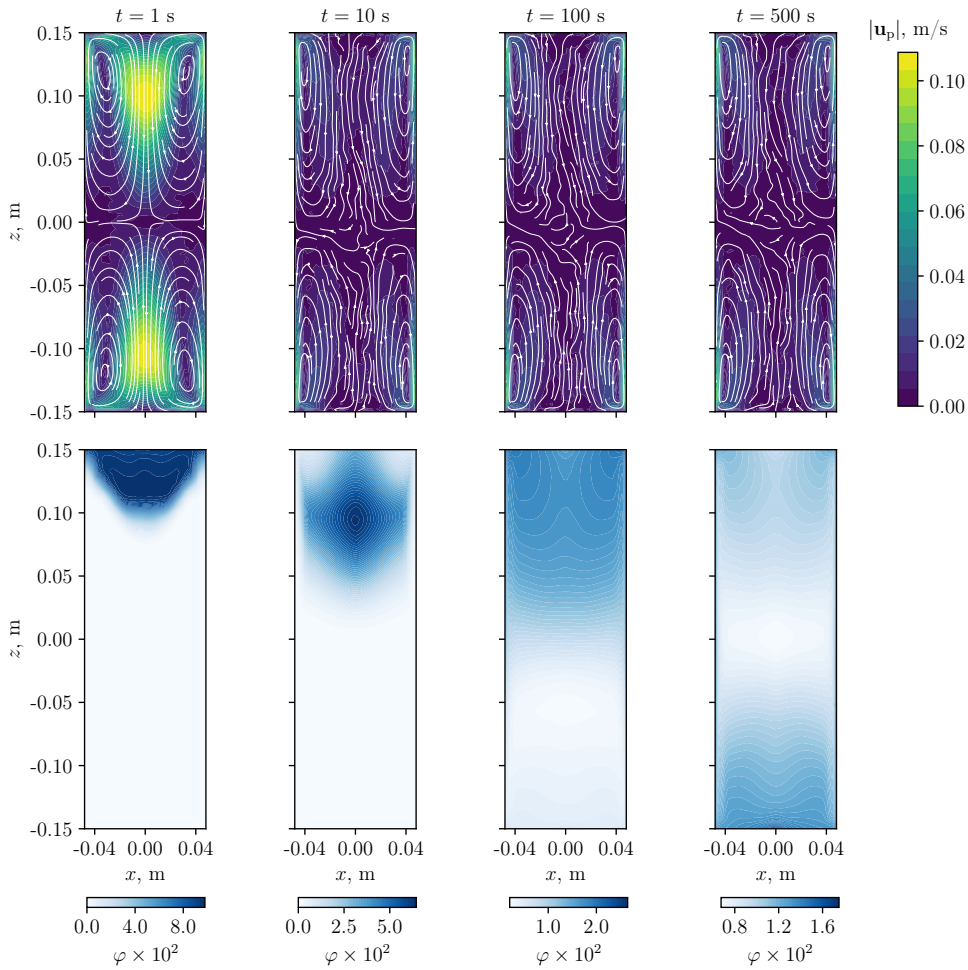 t = 1 s
t = 10 s
t = 100 s
t = 500 s
|u_p|, m/s
0.15
0.10
0.05
0.00
-0.05
-0.10
-0.15
z, m
0.10
0.08
0.06
0.04
0.02
0.00
0.15
0.10
0.05
0.00
-0.05
-0.10
-0.15
z, m
-0.04 0.00 0.04
-0.04 0.00 0.04
-0.04 0.00 0.04
-0.04 0.00 0.04
x, m
x, m
x, m
x, m
0.0 4.0 8.0
0.0 2.5 5.0
1.0 2.0
0.8 1.2 1.6
φ × 10²
φ × 10²
φ × 10²
φ × 10²